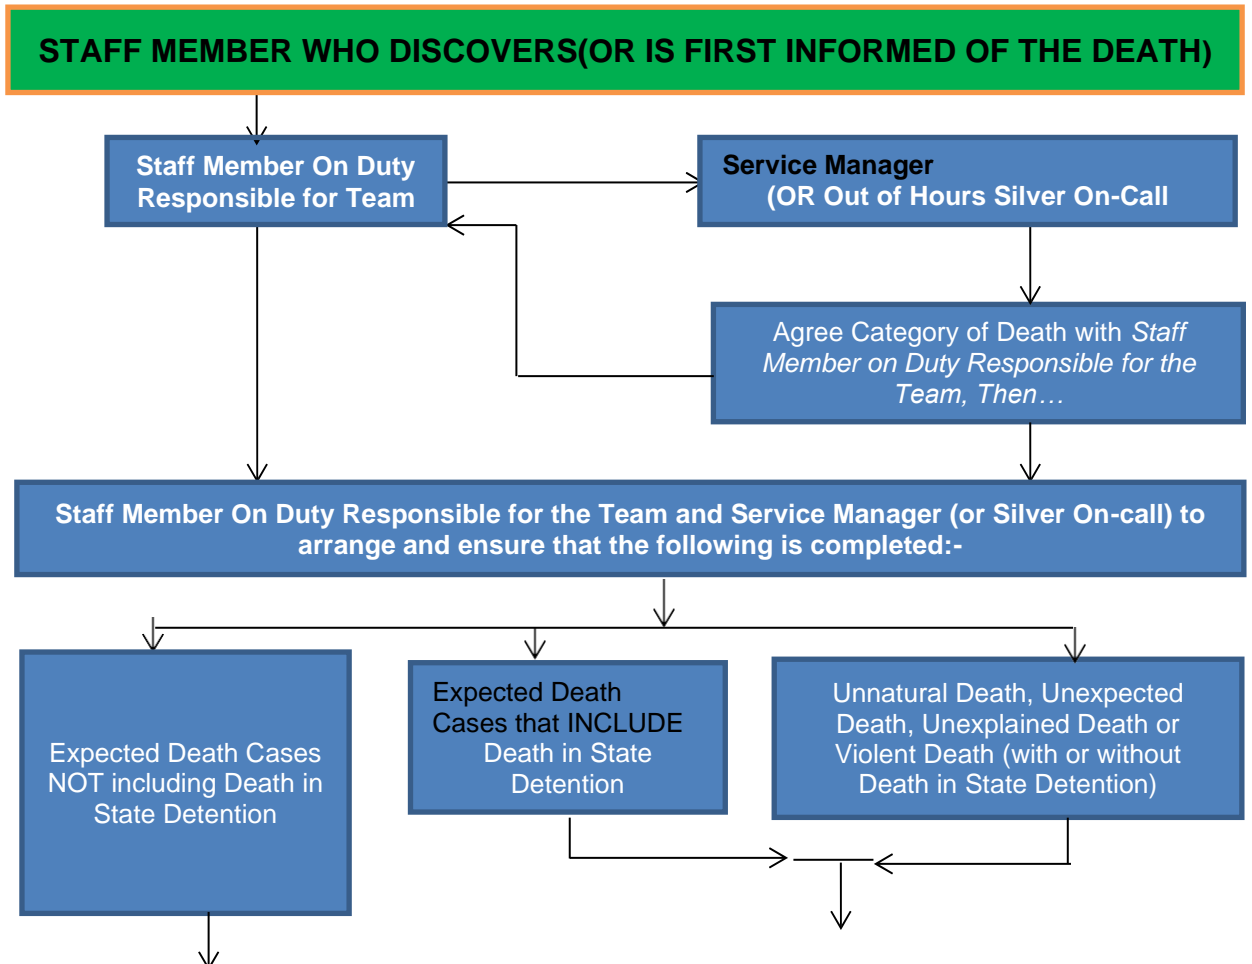 STAFF MEMBER WHO DISCOVERS(OR IS FIRST INFORMED OF THE DEATH)
Staff Member On Duty
Responsible for Team
Service Manager
(OR Out of Hours Silver On-Call
Agree Category of Death with Staff
Member on Duty Responsible for the
Team, Then…
Staff Member On Duty Responsible for the Team and Service Manager (or Silver On-call) to
arrange and ensure that the following is completed:-
Expected Death Cases
NOT including Death in
State Detention
Expected Death
Cases that INCLUDE
Death in State
Detention
Unnatural Death, Unexpected
Death, Unexplained Death or
Violent Death (with or without
Death in State Detention)